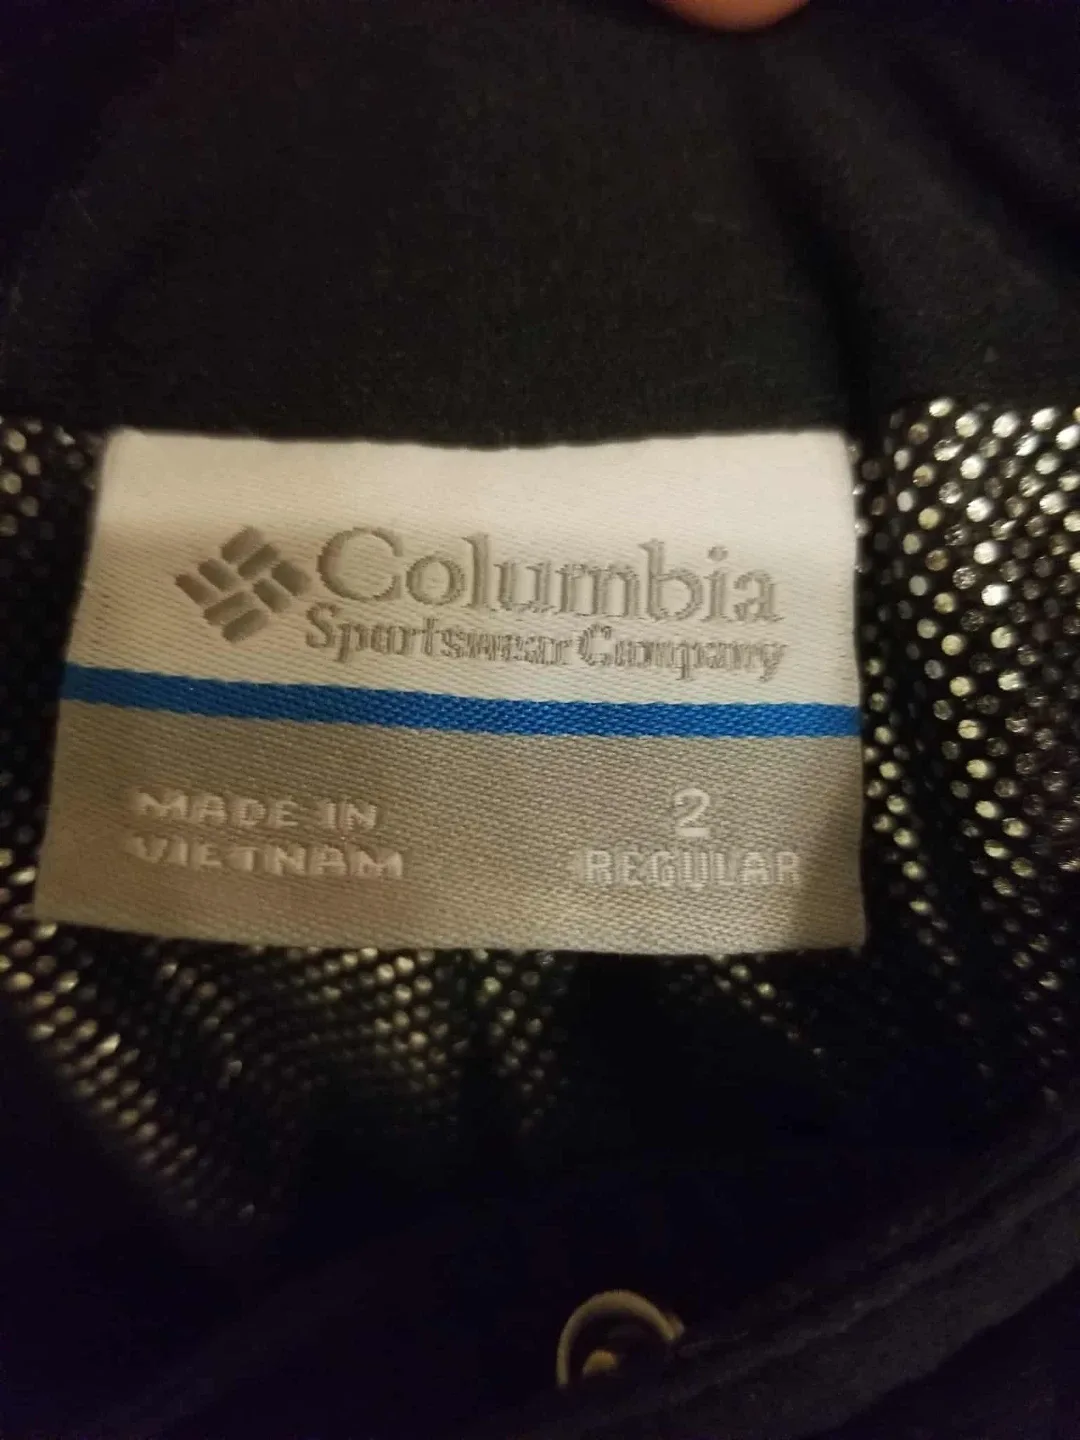 Columbia
Sportswear Company
MADE IN
VIETNAM
2
REGULAR